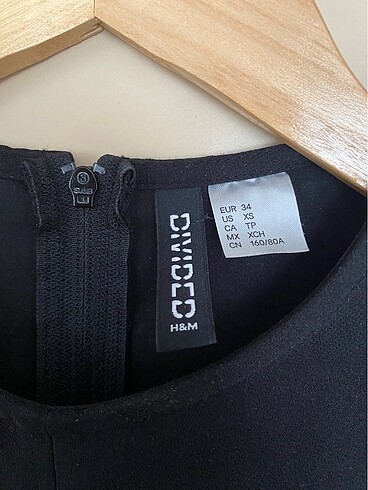 EUR 34
US XS
CA TP
MX XCH
CN 160/80A
DIVIDED
H&M